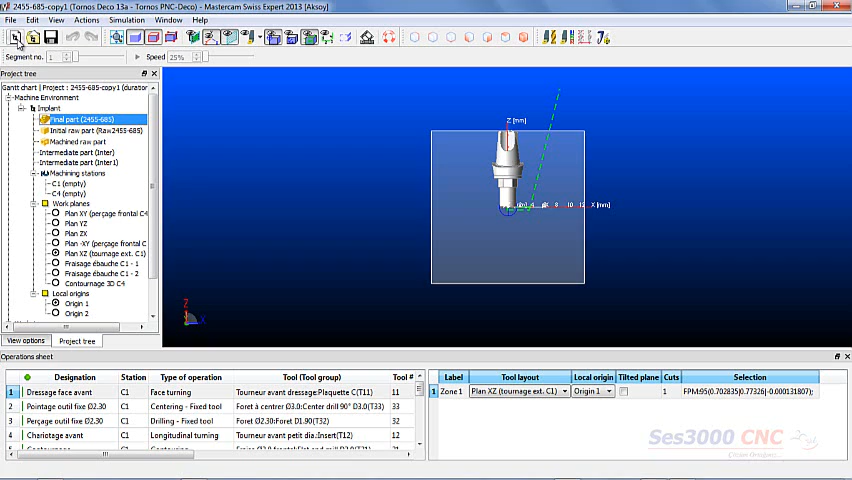 2455-685-copy1 (Tornos Deco 13a - Tornos PNC-Deco) - Mastercam Swiss Expert 2013 [Aksoy]
File Edit View Actions Simulation Window Help
Segment no. 1 Speed 25%
Project tree
Gantt chart | Project : 2455-685-copy1 (duration
Machine Environment
Implant
Final part (2455-685)
Initial raw part (Raw2455-685)
Machined raw part
Intermediate part (Inter)
Intermediate part (Inter1)
Machining stations
C1 (empty)
C4 (empty)
Work planes
Plan XY (perçage frontal C4
Plan YZ
Plan ZX
Plan -XY (perçage frontal C
Plan XZ (tournage ext. C1)
Fraisage ébauche C1 - 1
Fraisage ébauche C1 - 2
Contournage 3D C4
Local origins
Origin 1
Origin 2
View options Project tree
Z [mm]
6 8 10 12 X [mm]
Z
X
Operations sheet
Designation Station Type of operation Tool (Tool group) Tool #
1 Dressage face avant C1 Face turning Tourneur avant dressage:Plaquette C(T11) 11
2 Pointage outil fixe Ø2.30 C1 Centering - Fixed tool Foret à centrer Ø3.0:Center drill 90° D3.0(T33) 33
3 Perçage outil fixe Ø2.30 C1 Drilling - Fixed tool Foret Ø2.30:Foret D1.90(T32) 32
4 Chariotage avant C1 Longitudinal turning Tourneur avant petit dia:Insert(T12) 12
Label Tool layout Local origin Tilted plane Cuts Selection
1 Zone 1 Plan XZ (tournage ext. C1) Origin 1 1 FPM:95(0.702835|0.77326|-0.000131807);
Ses3000 CNC